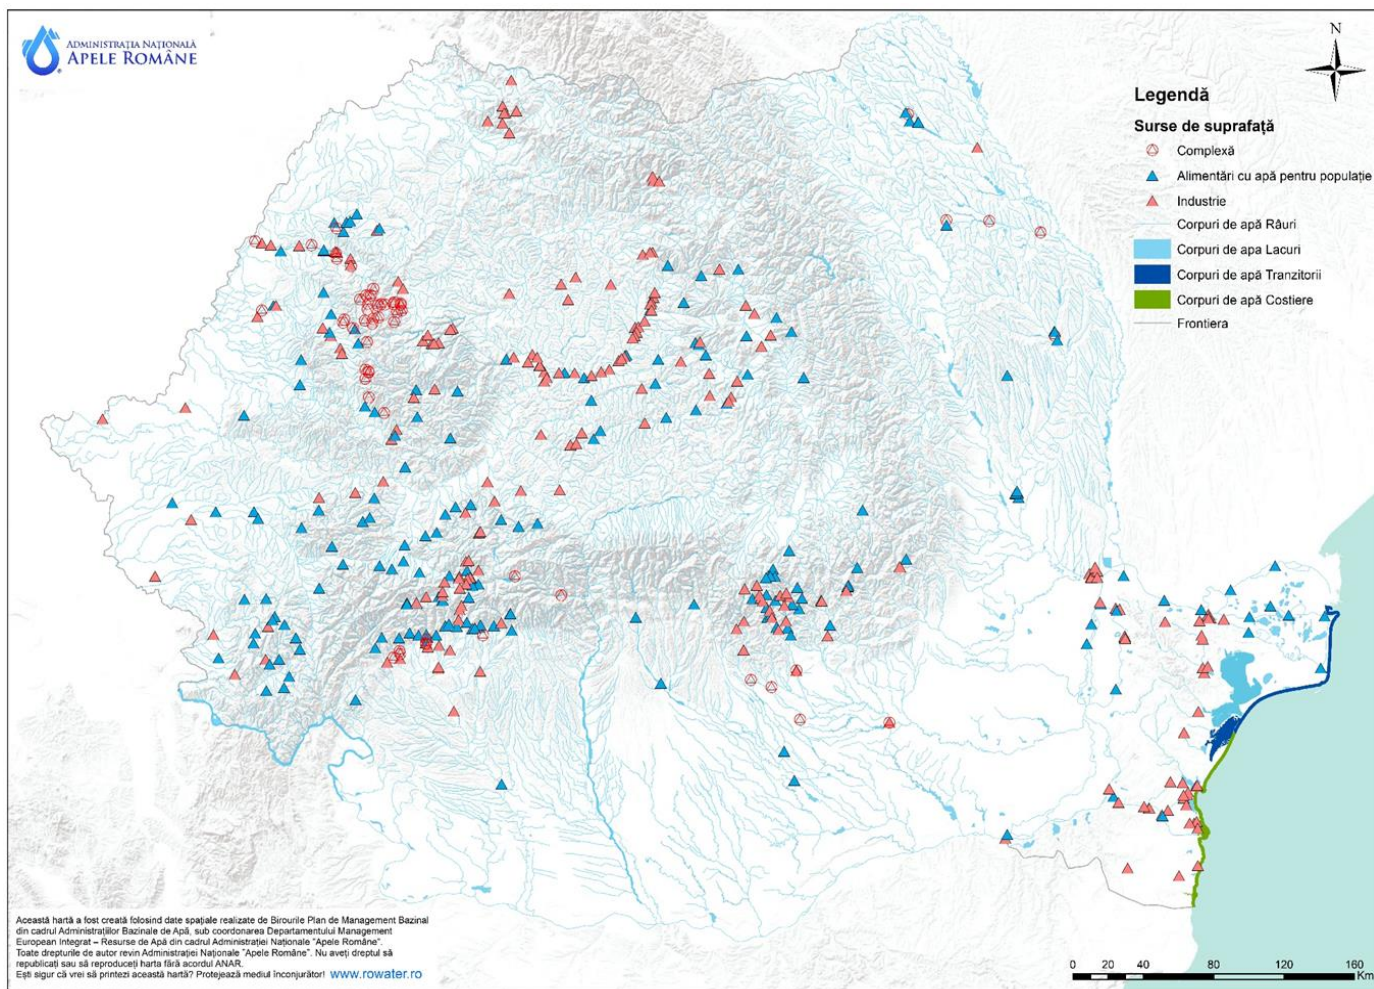 ADMINISTRAȚIA NAȚIONALĂ
APELE ROMÂNE
N
Legendă
Surse de suprafață
Complexă
Alimentări cu apă pentru populație
Industrie
Corpuri de apă Râuri
Corpuri de apa Lacuri
Corpuri de apă Tranzitorii
Corpuri de apă Costiere
Frontiera
Această hartă a fost creată folosind date spațiale realizate de Birourile Plan de Management Bazinal
din cadrul Administrațiilor Bazinale de Apă, sub coordonarea Departamentului Management
European Integrat – Resurse de Apă din cadrul Administrației Naționale "Apele Române".
Toate drepturile de autor revin Administrației Naționale "Apele Române". Nu aveți dreptul să
republicați sau să reproduceți harta fără acordul ANAR.
Ești sigur că vrei să printezi această hartă? Protejează mediul înconjurător! www.rowater.ro
0 20 40 80 120 160
Km